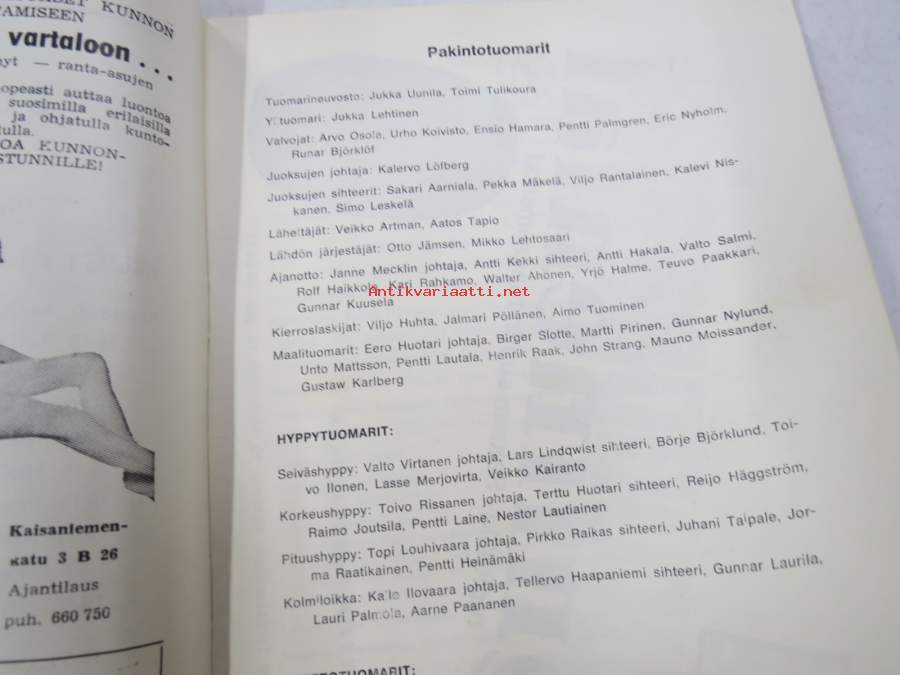 KUNNON
vartaloon . . .
— ranta-asujen
auttaa luontoa
suosimilla erilaisilla
ja ohjatulla kunto-
KUNNON-
Kaisaniemen-
katu 3 B 26
Ajantilaus
puh. 660 750
Pakintotuomarit
Tuomarineuvosto: Jukka Uunila, Toimi Tulikoura
Ylituomari: Jukka Lehtinen
Valvojat: Arvo Osola, Urho Koivisto, Ensio Hamara, Pentti Palmgren, Eric Nyholm,
Runar Björklöf
Juoksujen johtaja: Kalervo Löfberg
Juoksujen sihteerit: Sakari Aarniala, Pekka Mäkelä, Viljo Rantalainen, Kalevi Nis-
kanen, Simo Leskelä
Lähettäjät: Veikko Artman, Aatos Tapio
Lähdön järjestäjät: Otto Jämsen, Mikko Lehtosaari
Ajanotto: Janne Mecklin johtaja, Antti Kekki sihteeri, Antti Hakala, Valto Salmi,
Rolf Haikkola, Kari Rahkamo, Walter Ahonen, Yrjö Halme, Teuvo Paakkari,
Antikvariaatti.net
Gunnar Kuusela
Kierroslaskijat: Viljo Huhta, Jalmari Pöllänen, Aimo Tuominen
Maalituomarit: Eero Huotari johtaja, Birger Slotte, Martti Pirinen, Gunnar Nylund,
Unto Mattsson, Pentti Lautala, Henrik Raak, John Strang, Mauno Moissander,
Gustaw Karlberg
HYPPYTUOMARIT:
Seiväshyppy: Valto Virtanen johtaja, Lars Lindqwist sihteeri, Börje Björklund, Toi-
vo Ilonen, Lasse Merjovirta, Veikko Kairanto
Korkeushyppy: Toivo Rissanen johtaja, Terttu Huotari sihteeri, Reijo Häggström,
Raimo Joutsila, Pentti Laine, Nestor Lautiainen
Pituushyppy: Topi Louhivaara johtaja, Pirkko Raikas sihteeri, Juhani Taipale, Jor-
ma Raatikainen, Pentti Heinämäki
Kolmiloikka: Kalle Ilovaara johtaja, Tellervo Haapaniemi sihteeri, Gunnar Laurila,
Lauri Palmola, Aarne Paananen